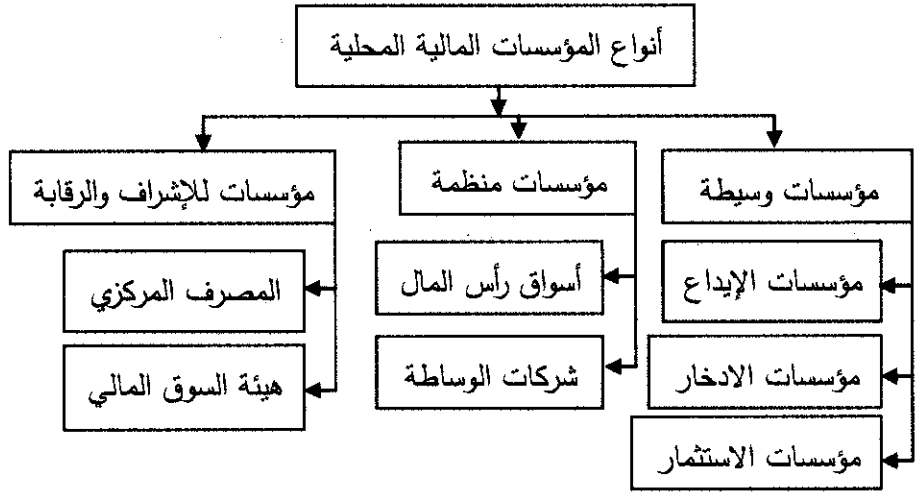 أنواع المؤسسات المالية المحلية
مؤسسات وسيطة
مؤسسات الإيداع
مؤسسات الادخار
مؤسسات الاستثمار
مؤسسات منظمة
أسواق رأس المال
شركات الوساطة
مؤسسات للإشراف والرقابة
المصرف المركزي
هيئة السوق المالي